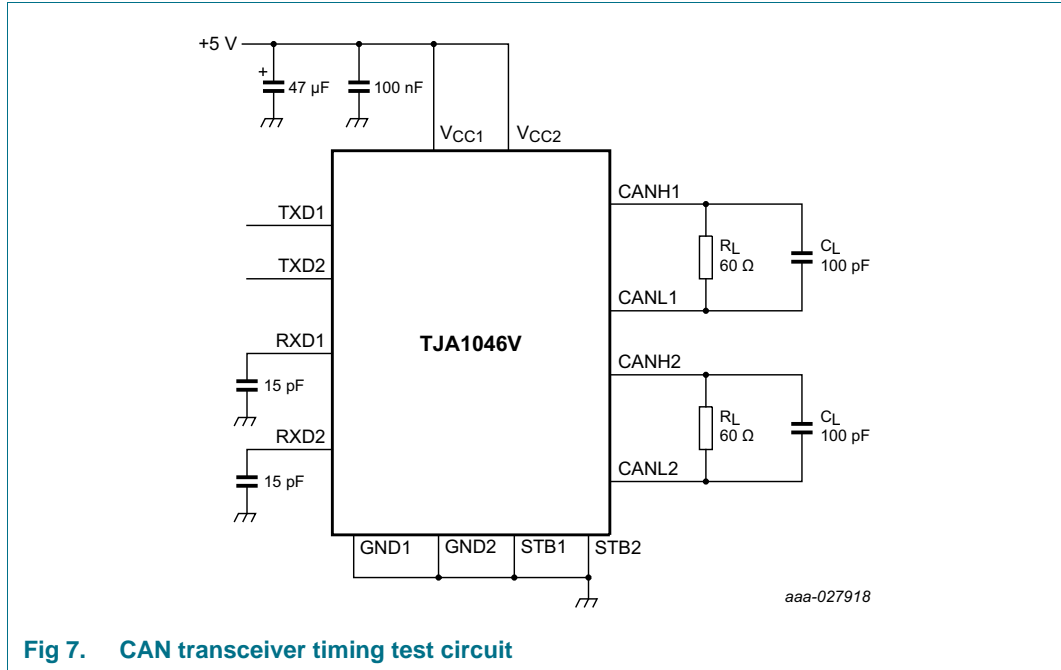 +5 V
+
47 µF
100 nF
VCC1
VCC2
TXD1
TXD2
RXD1
15 pF
RXD2
15 pF
TJA1046V
CANH1
RL
60 Ω
CL
100 pF
CANL1
CANH2
RL
60 Ω
CL
100 pF
CANL2
GND1
GND2
STB1
STB2
aaa-027918
Fig 7. CAN transceiver timing test circuit